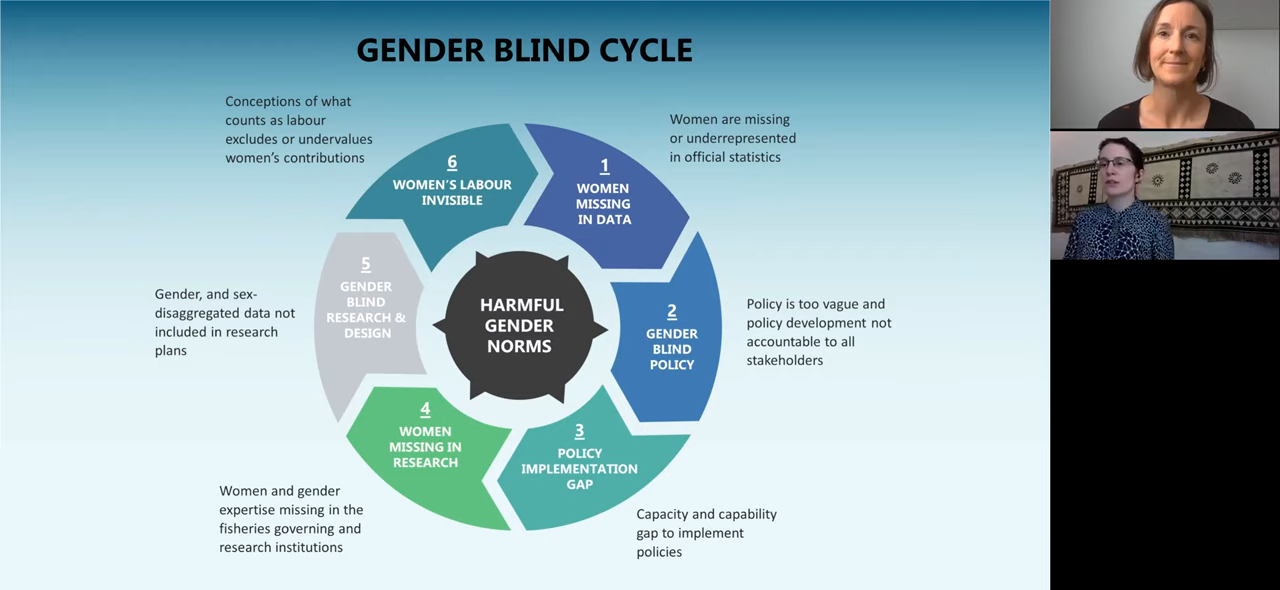 GENDER BLIND CYCLE
Conceptions of what
counts as labour
excludes or undervalues
women's contributions
Women are missing
or underrepresented
in official statistics
1
WOMEN
MISSING
IN DATA
2
GENDER
BLIND
POLICY
Policy is too vague and
policy development not
accountable to all
stakeholders
3
POLICY
IMPLEMENTATION
GAP
Capacity and capability
gap to implement
policies
4
WOMEN
MISSING IN
RESEARCH
Women and gender
expertise missing in the
fisheries governing and
research institutions
5
GENDER
BLIND
RESEARCH &
DESIGN
Gender, and sex-
disaggregated data not
included in research
plans
6
WOMEN'S LABOUR
INVISIBLE
HARMFUL
GENDER
NORMS